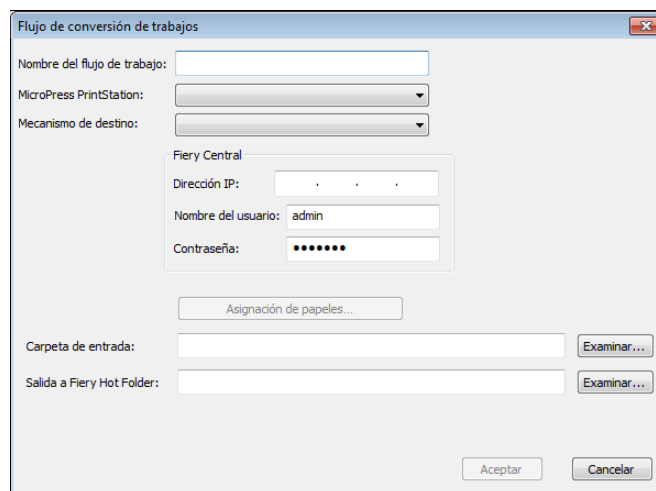 Flujo de conversión de trabajos
Nombre del flujo de trabajo:
MicroPress PrintStation:
Mecanismo de destino:
Fiery Central
Dirección IP: . . .
Nombre del usuario: admin
Contraseña: •••••••
Asignación de papeles...
Carpeta de entrada: Examinar...
Salida a Fiery Hot Folder: Examinar...
Aceptar Cancelar